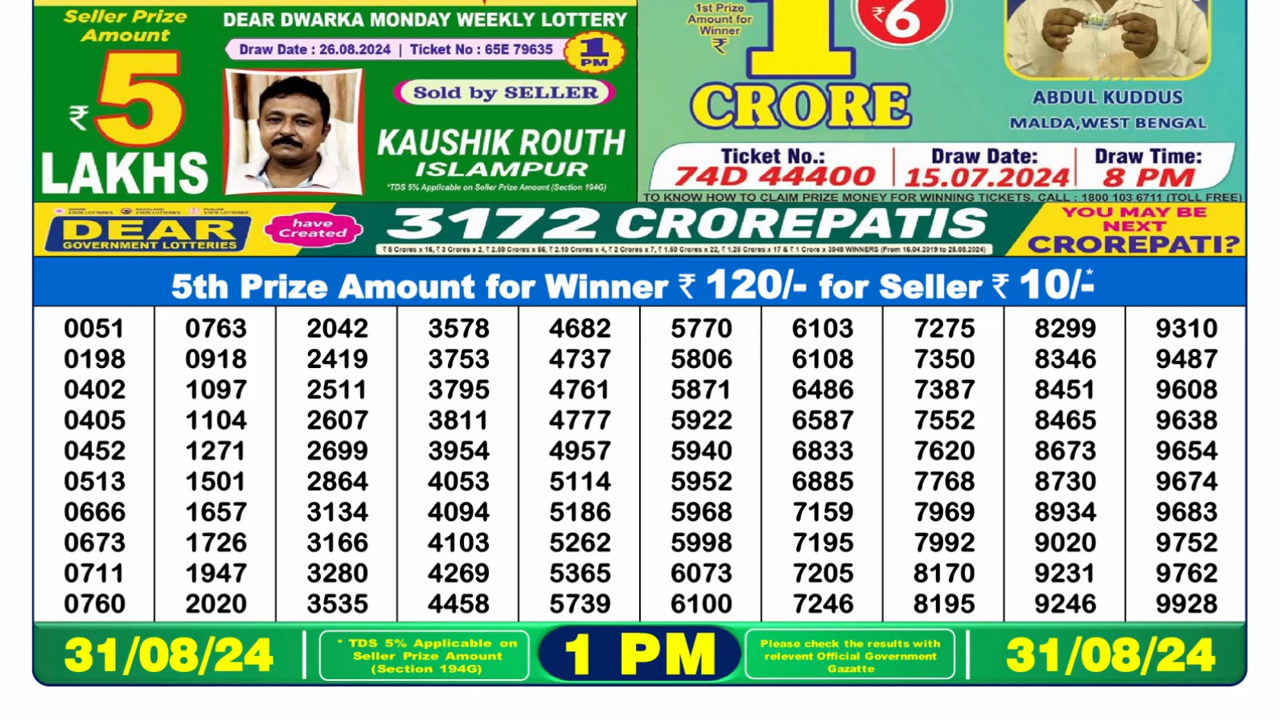 Seller Prize
Amount
₹5
LAKHS
DEAR DWARKA MONDAY WEEKLY LOTTERY
Draw Date : 26.08.2024 | Ticket No : 65E 79635
1
PM
Sold by SELLER
KAUSHIK ROUTH
ISLAMPUR
*TDS 5% Applicable on Seller Prize Amount (Section 194G)
1st Prize
Amount for
Winner
₹
1
CRORE
₹6
ABDUL KUDDUS
MALDA,WEST BENGAL
Ticket No.: Draw Date: Draw Time:
74D 44400 15.07.2024 8 PM
TO KNOW HOW TO CLAIM PRIZE MONEY FOR WINNING TICKETS, CALL : 1800 103 6711 (TOLL FREE)
DEAR
GOVERNMENT LOTTERIES
have
Created
3172 CROREPATIS
YOU MAY BE
NEXT
CROREPATI?
5th Prize Amount for Winner ₹ 120/- for Seller ₹ 10/-*
0051 0763 2042 3578 4682 5770 6103 7275 8299 9310
0198 0918 2419 3753 4737 5806 6108 7350 8346 9487
0402 1097 2511 3795 4761 5871 6486 7387 8451 9608
0405 1104 2607 3811 4777 5922 6587 7552 8465 9638
0452 1271 2699 3954 4957 5940 6833 7620 8673 9654
0513 1501 2864 4053 5114 5952 6885 7768 8730 9674
0666 1657 3134 4094 5186 5968 7159 7969 8934 9683
0673 1726 3166 4103 5262 5998 7195 7992 9020 9752
0711 1947 3280 4269 5365 6073 7205 8170 9231 9762
0760 2020 3535 4458 5739 6100 7246 8195 9246 9928
31/08/24
* TDS 5% Applicable on
Seller Prize Amount
(Section 194G)
1 PM
Please check the results with
relevent Official Government
Gazatte
31/08/24